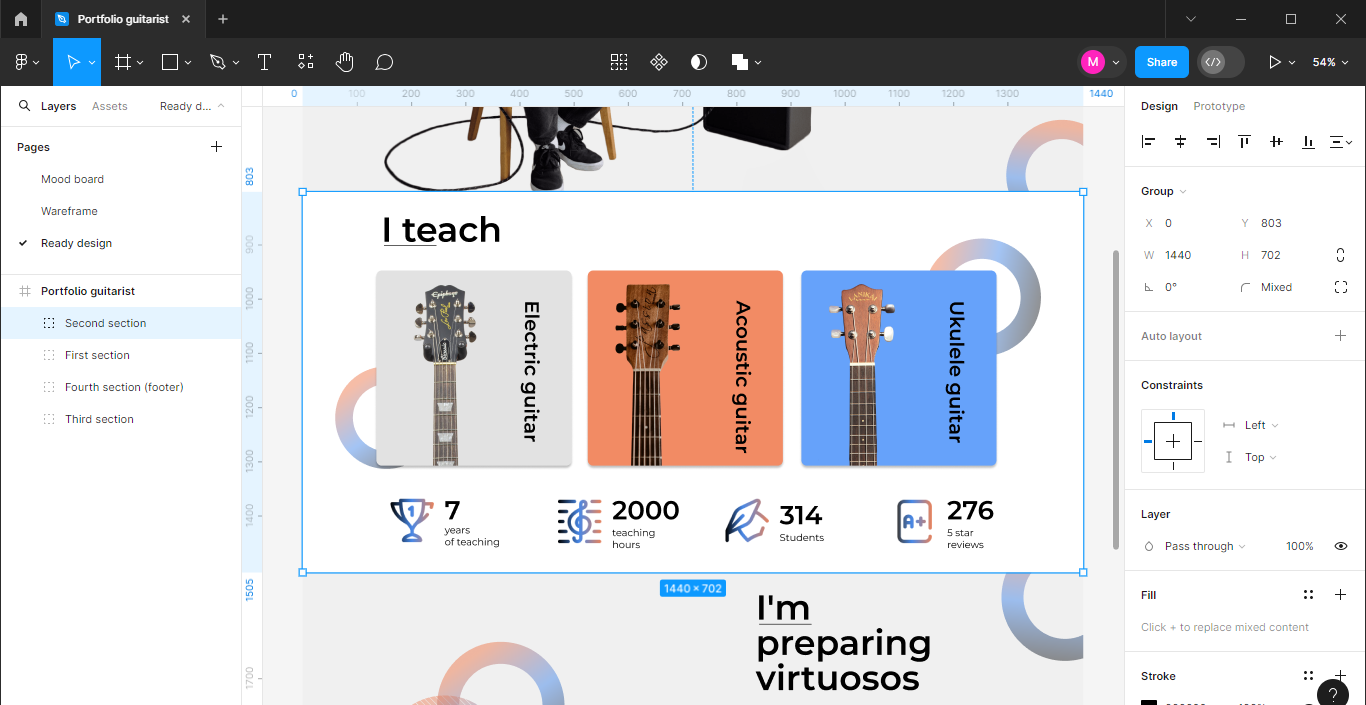 Portfolio guitarist
M
Share
54%
Layers
Assets
Ready d...
Pages
Mood board
Wareframe
Ready design
Portfolio guitarist
Second section
First section
Fourth section (footer)
Third section
0 100 200 300 400 500 600 700 800 900 1000 1100 1200 1300 1440
803
900
1000
1100
1200
1300
1400
1505
1700
I teach
Epiphone
Electric guitar
Acoustic guitar
Ukulele guitar
1
7
years
of teaching
2000
teaching
hours
314
Students
A+
276
5 star
reviews
1440 × 702
I'm
preparing
virtuosos
Design
Prototype
Group
X 0 Y 803
W 1440 H 702
0° Mixed
Auto layout
Constraints
Left
Top
Layer
Pass through 100%
Fill
Click + to replace mixed content
Stroke
?